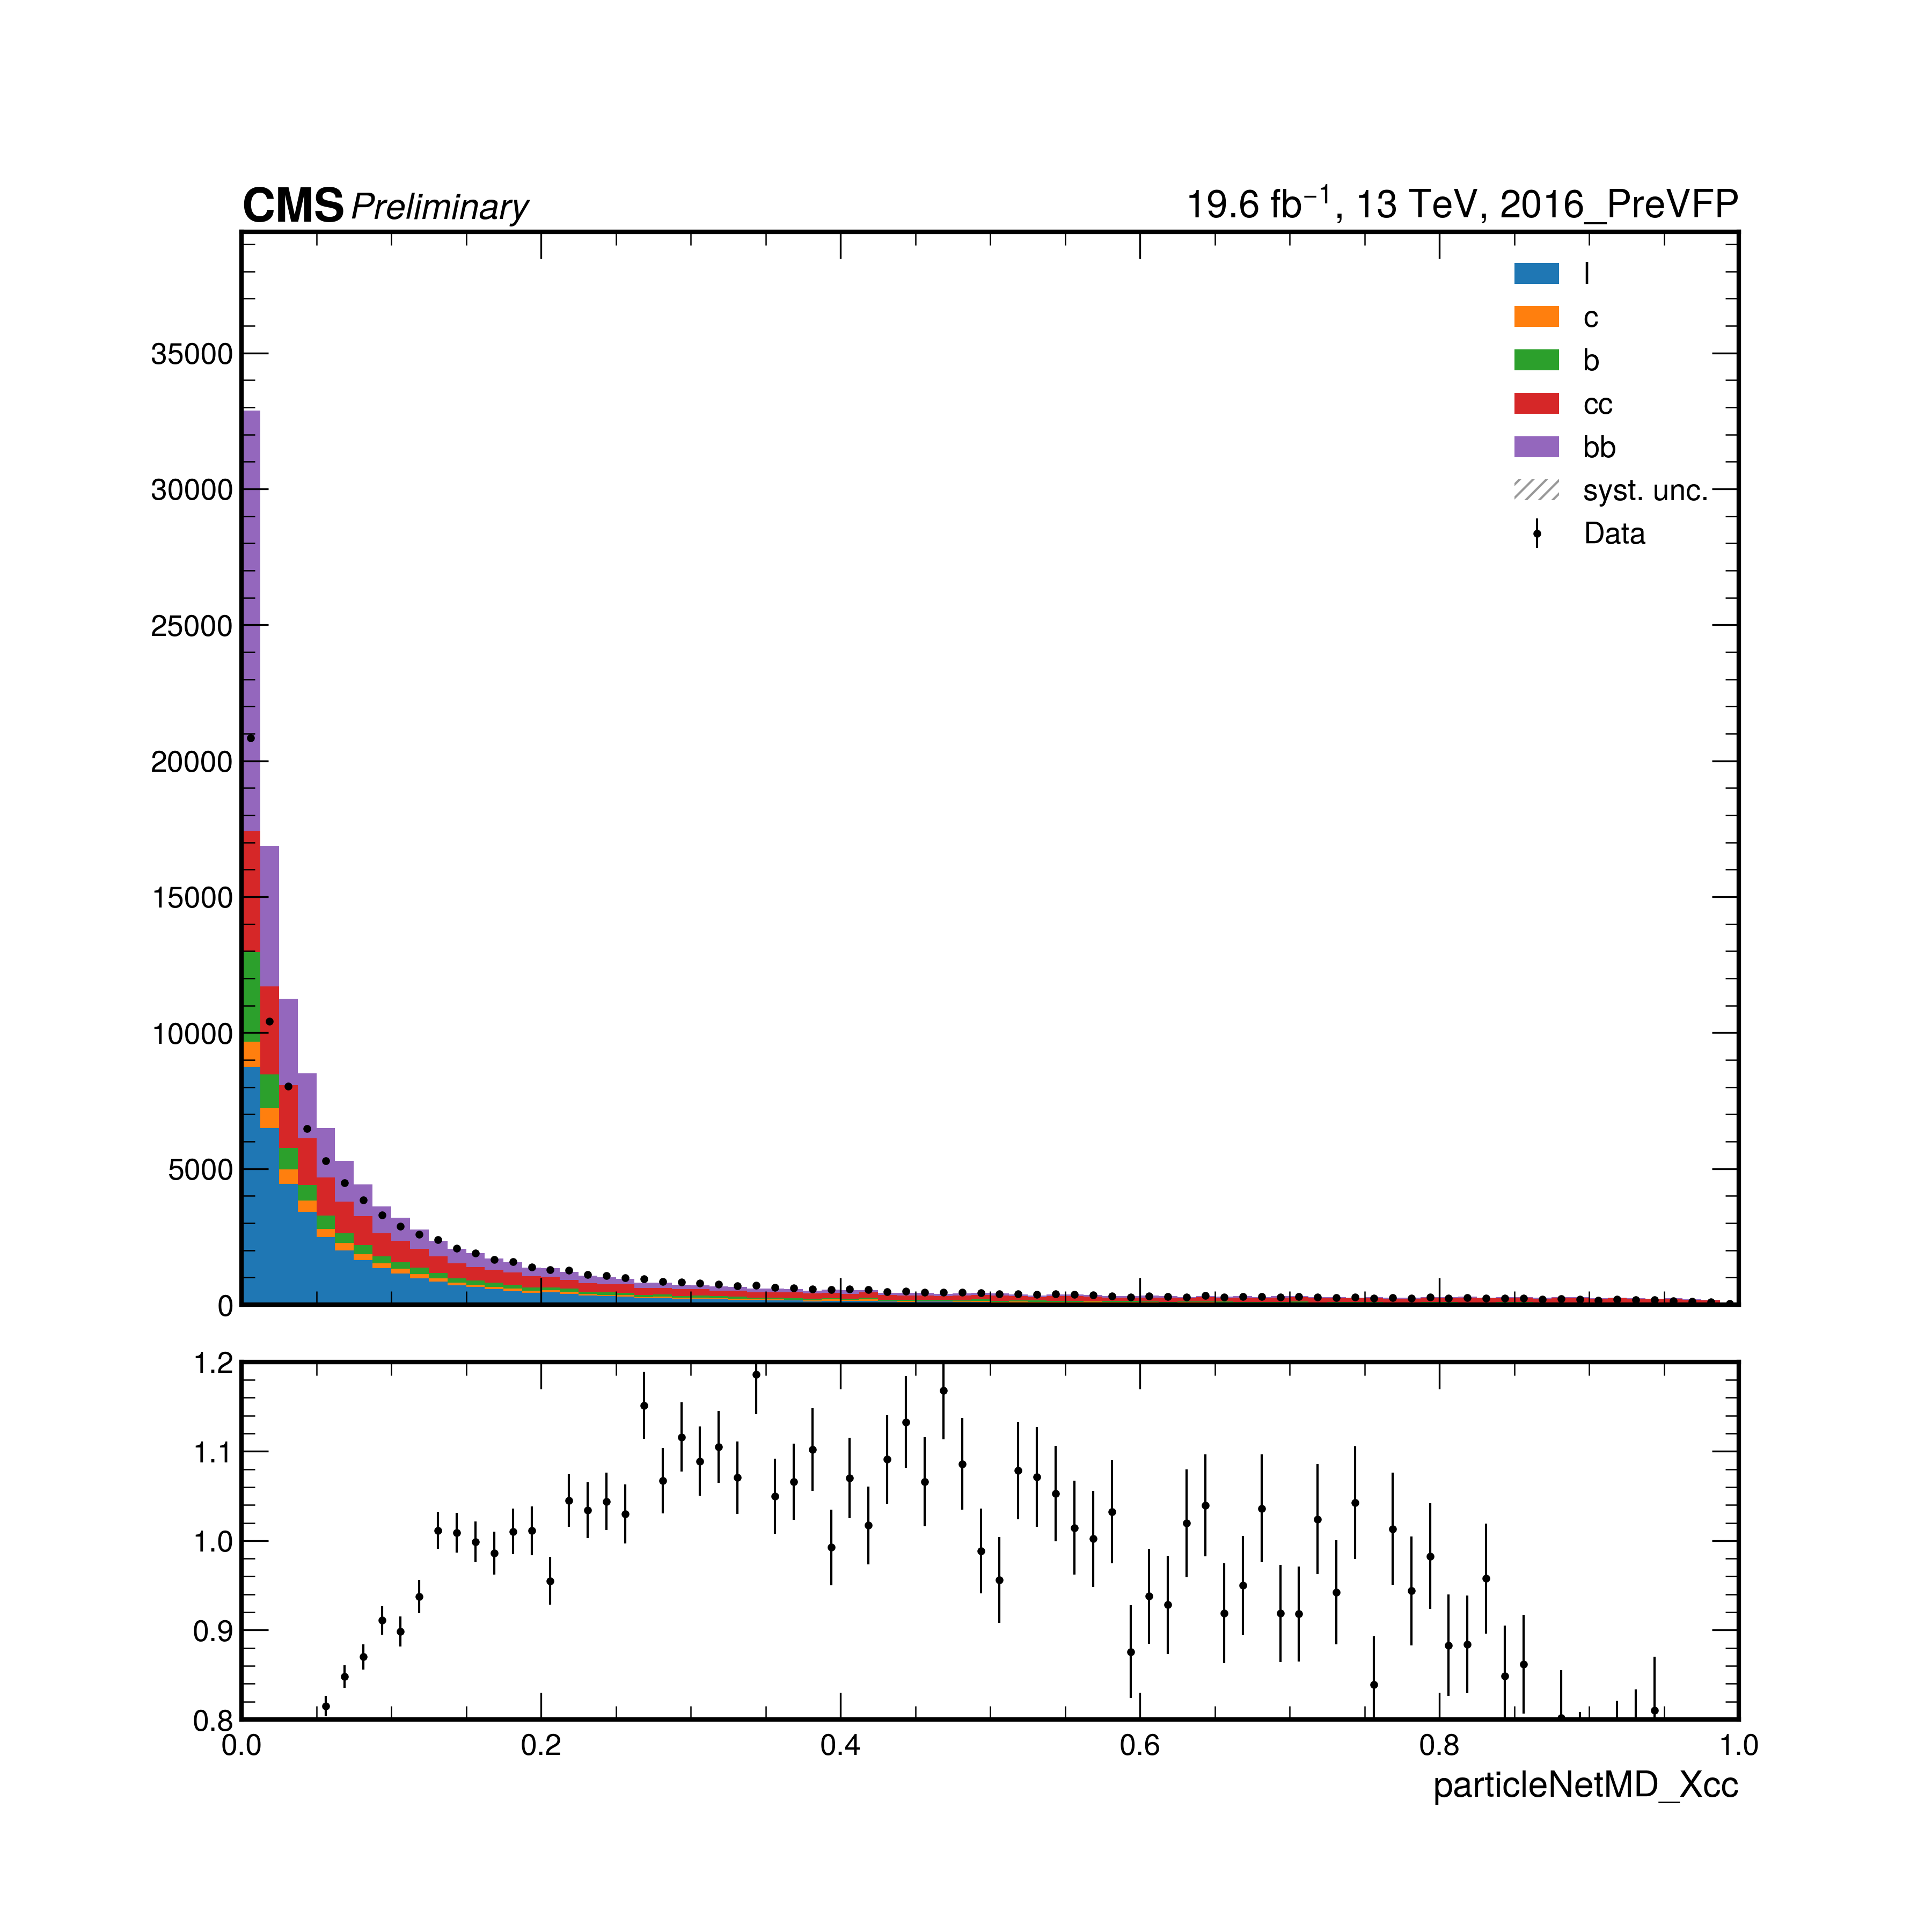 CMS Preliminary
19.6 fb⁻¹, 13 TeV, 2016_PreVFP
l
c
b
cc
bb
syst. unc.
Data
35000
30000
25000
20000
15000
10000
5000
0
1.2
1.1
1.0
0.9
0.8
0.0 0.2 0.4 0.6 0.8 1.0
particleNetMD_Xcc